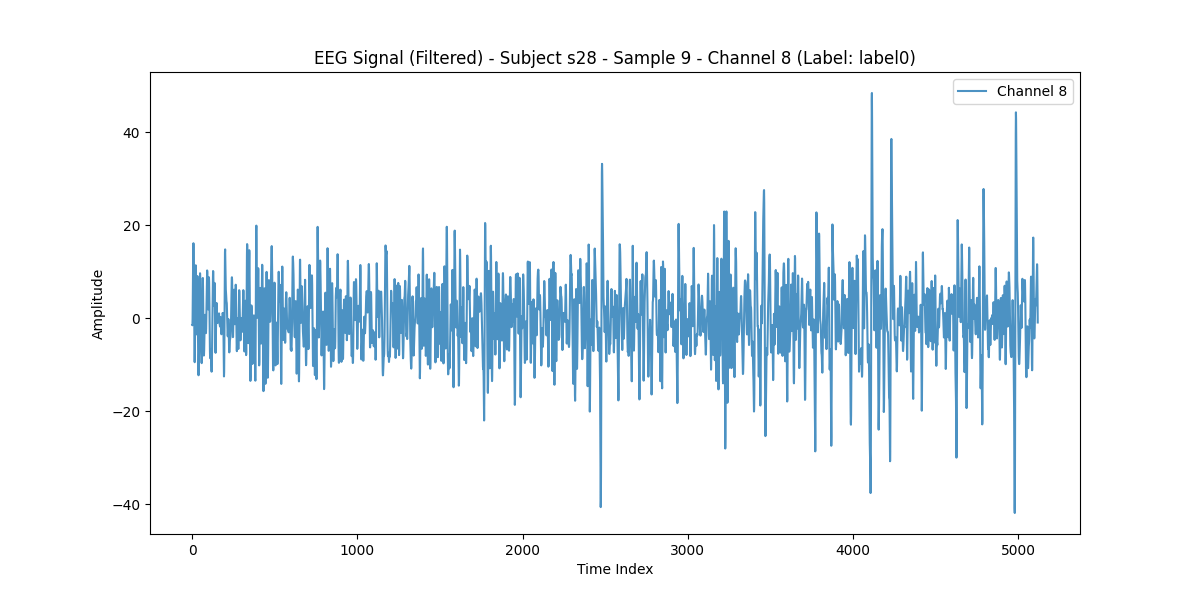 EEG Signal (Filtered) - Subject s28 - Sample 9 - Channel 8 (Label: label0)
Channel 8
40
20
0
−20
−40
Amplitude
0 1000 2000 3000 4000 5000
Time Index